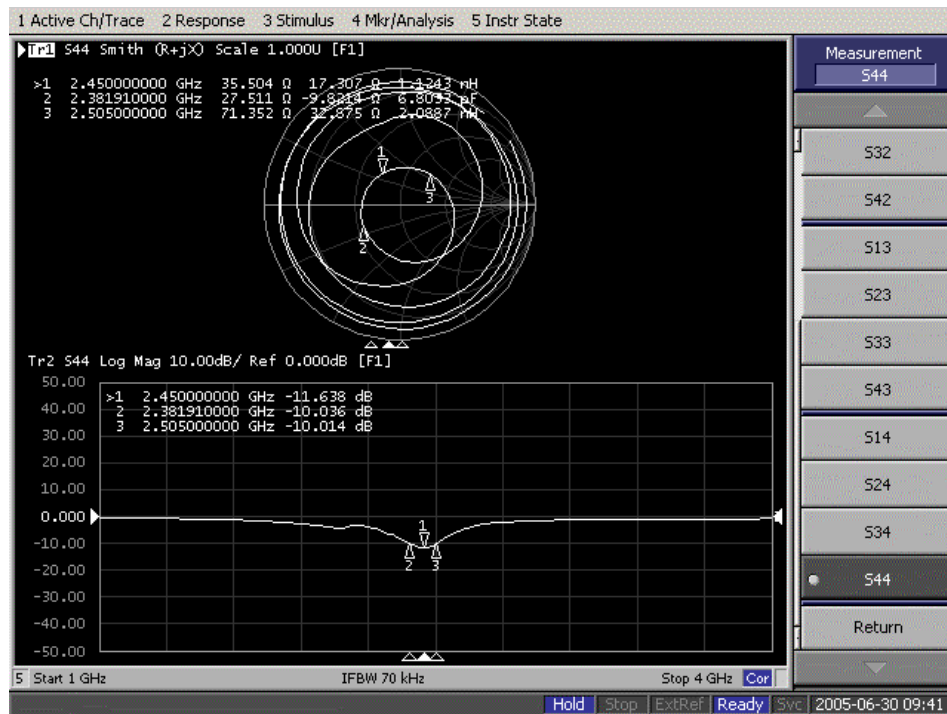 1 Active Ch/Trace 2 Response 3 Stimulus 4 Mkr/Analysis 5 Instr State
Tr1 S44 Smith (R+jX) Scale 1.000U [F1]
>1 2.450000000 GHz 35.504 Ω 17.307 Ω 1.1243 nH
2 2.381910000 GHz 27.511 Ω pF
3 2.505000000 GHz 71.352 Ω 32.875 Ω 2.0887 nH
1
3
2
Tr2 S44 Log Mag 10.00dB/ Ref 0.000dB [F1]
50.00
40.00
30.00
20.00
10.00
0.000
-10.00
-20.00
-30.00
-40.00
-50.00
>1 2.450000000 GHz -11.638 dB
2 2.381910000 GHz -10.036 dB
3 2.505000000 GHz -10.014 dB
1
2 3
5 Start 1 GHz IFBW 70 kHz Stop 4 GHz Cor
Measurement
S44
S32
S42
S13
S23
S33
S43
S14
S24
S34
S44
Return
Hold Stop ExtRef Ready Svc 2005-06-30 09:41